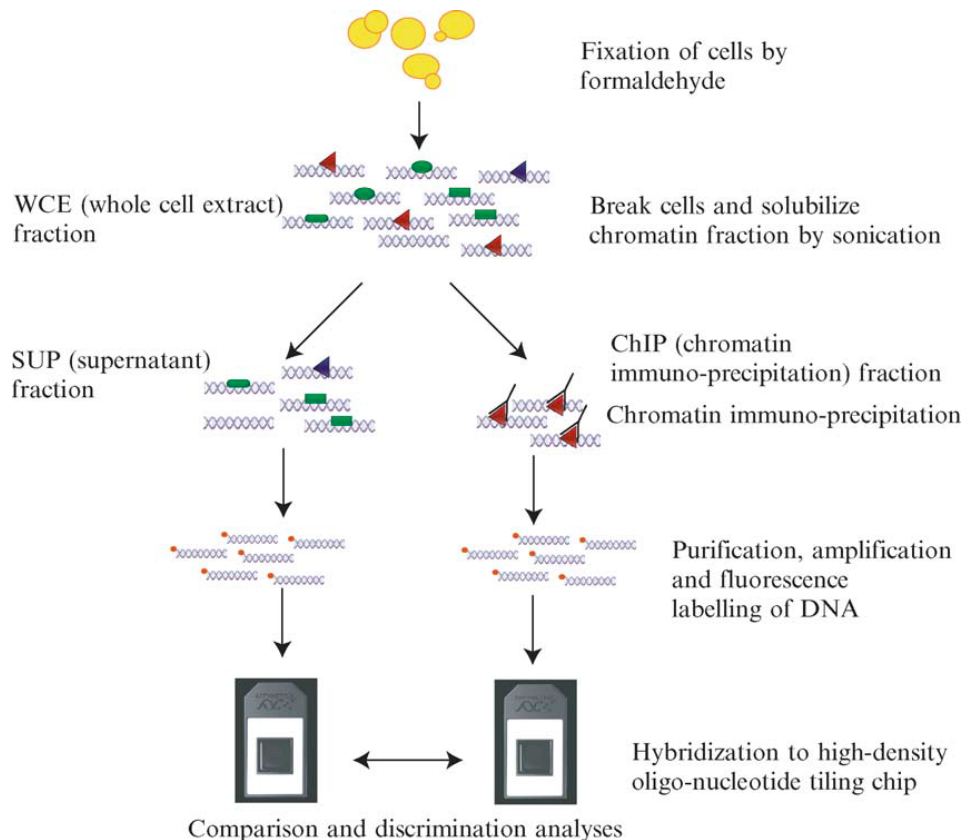 Fixation of cells by
formaldehyde
WCE (whole cell extract)
fraction
Break cells and solubilize
chromatin fraction by sonication
SUP (supernatant)
fraction
ChIP (chromatin
immuno-precipitation) fraction
Chromatin immuno-precipitation
Purification, amplification
and fluorescence
labelling of DNA
Hybridization to high-density
oligo-nucleotide tiling chip
Comparison and discrimination analyses